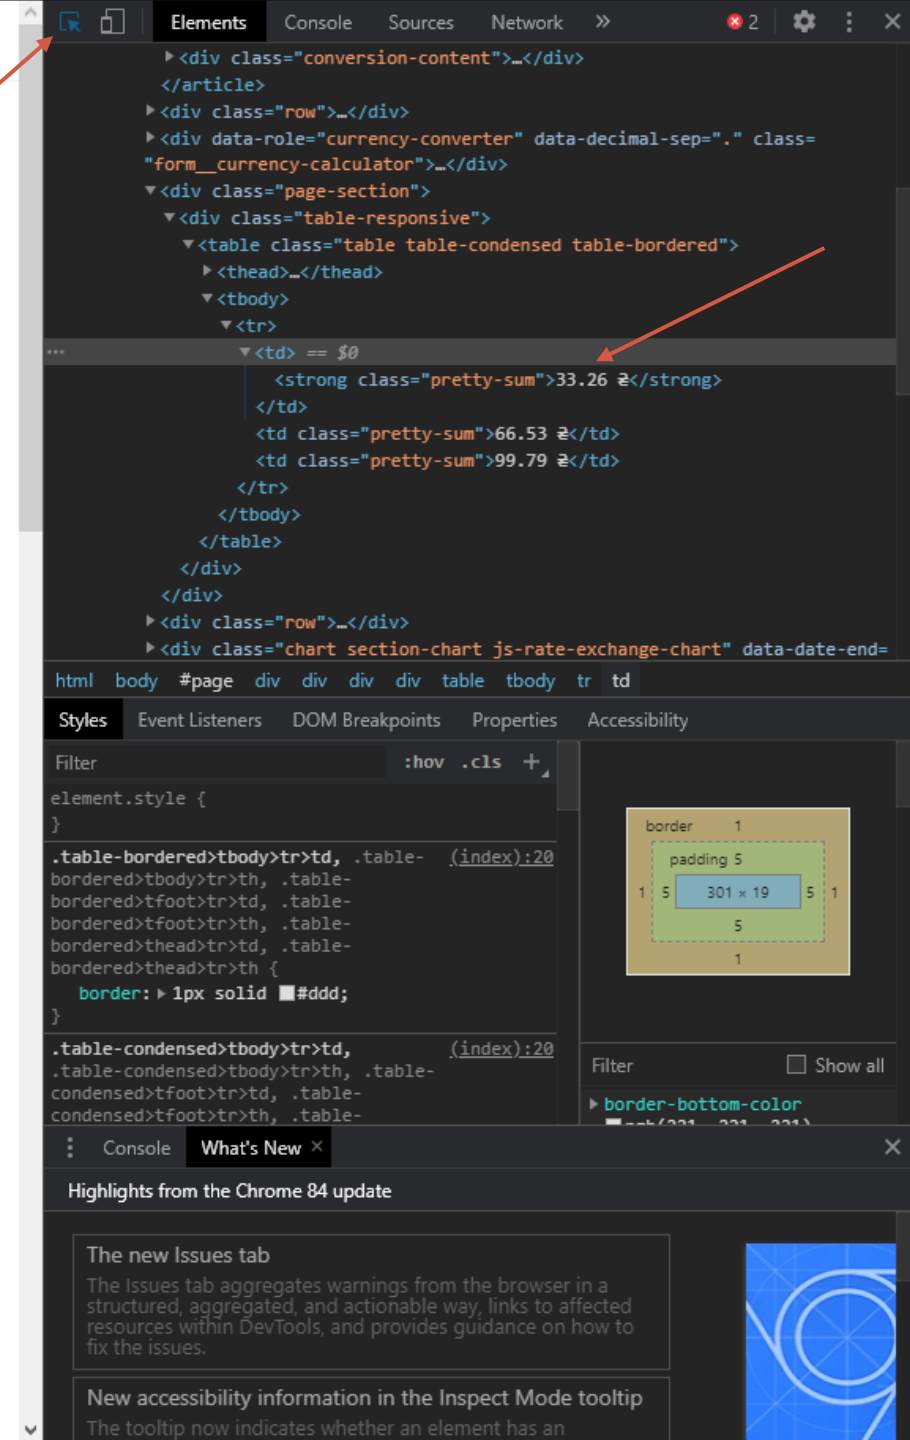 Elements Console Sources Network » 2
<div class="conversion-content">…</div>
</article>
<div class="row">…</div>
<div data-role="currency-converter" data-decimal-sep="." class=
"form__currency-calculator">…</div>
<div class="page-section">
<div class="table-responsive">
<table class="table table-condensed table-bordered">
<thead>…</thead>
<tbody>
<tr>
<td> == $0
<strong class="pretty-sum">33.26 ₴</strong>
</td>
<td class="pretty-sum">66.53 ₴</td>
<td class="pretty-sum">99.79 ₴</td>
</tr>
</tbody>
</table>
</div>
</div>
<div class="row">…</div>
<div class="chart section-chart js-rate-exchange-chart" data-date-end=
html body #page div div div div table tbody tr td
Styles Event Listeners DOM Breakpoints Properties Accessibility
Filter :hov .cls +
element.style {
}
.table-bordered>tbody>tr>td, .table- (index):20
bordered>tbody>tr>th, .table-
bordered>tfoot>tr>td, .table-
bordered>tfoot>tr>th, .table-
bordered>thead>tr>td, .table-
bordered>thead>tr>th {
border: 1px solid #ddd;
}
.table-condensed>tbody>tr>td, (index):20
.table-condensed>tbody>tr>th, .table-
condensed>tfoot>tr>td, .table-
condensed>tfoot>tr>th, .table-
border 1
padding 5
1 5 301 × 19 5 1
5
1
Filter Show all
border-bottom-color
Console What's New ×
Highlights from the Chrome 84 update
The new Issues tab
The Issues tab aggregates warnings from the browser in a
structured, aggregated, and actionable way, links to affected
resources within DevTools, and provides guidance on how to
fix the issues.
New accessibility information in the Inspect Mode tooltip
The tooltip now indicates whether an element has an